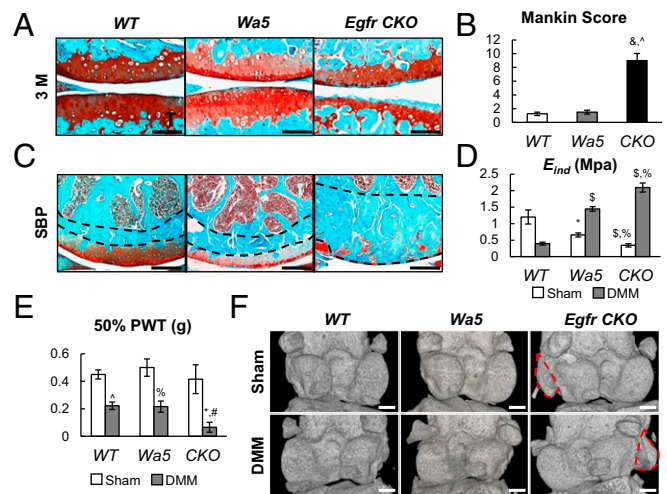 A
WT
Wa5
Egfr CKO
3 M
B
Mankin Score
12
10
8
6
4
2
0
&,^
WT
Wa5
CKO
C
SBP
D
E_ind (Mpa)
2.5
2
1.5
1
0.5
0
*
$
$,%
$,%
WT
Wa5
CKO
Sham
DMM
E
50% PWT (g)
0.6
0.4
0.2
0
^
%
*,#
WT
Wa5
CKO
Sham
DMM
F
WT
Wa5
Egfr CKO
Sham
DMM